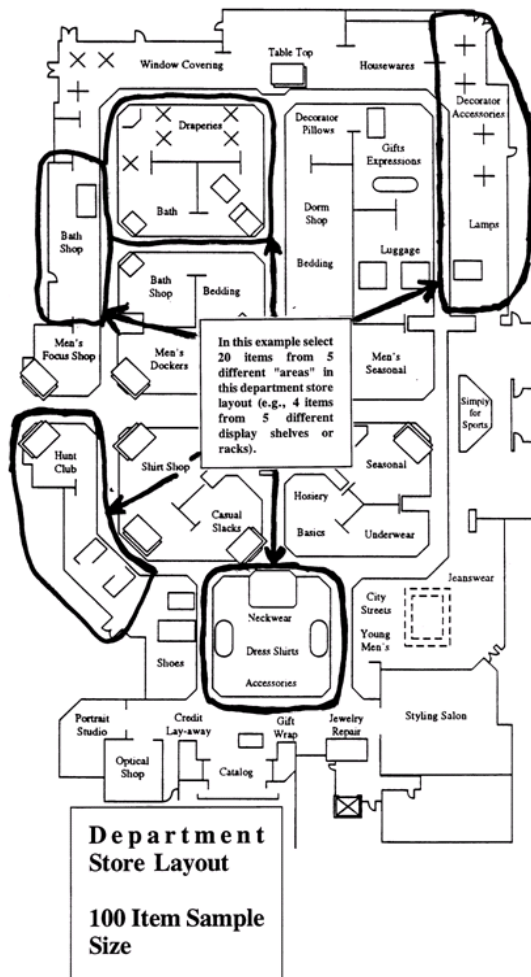 Table Top
Window Covering
Housewares
Decorator
Accessories
Draperies
Decorator
Pillows
Gifts
Expressions
Bath
Dorm
Shop
Lamps
Bath
Shop
Luggage
Bedding
Bath
Shop
Bedding
Men's
Focus Shop
Men's
Dockers
In this example select
20 items from 5
different "areas" in
this department store
layout (e.g., 4 items
from 5 different
display shelves or
racks).
Men's
Seasonal
Simply
for
Sports
Hunt
Club
Shirt Shop
Seasonal
Casual
Slacks
Hosiery
Basics
Underwear
Jeanswear
City
Streets
Young
Men's
Neckwear
Dress Shirts
Accessories
Shoes
Portrait
Studio
Credit
Lay-away
Gift
Wrap
Jewelry
Repair
Styling Salon
Optical
Shop
Catalog
Department
Store Layout
100 Item Sample
Size